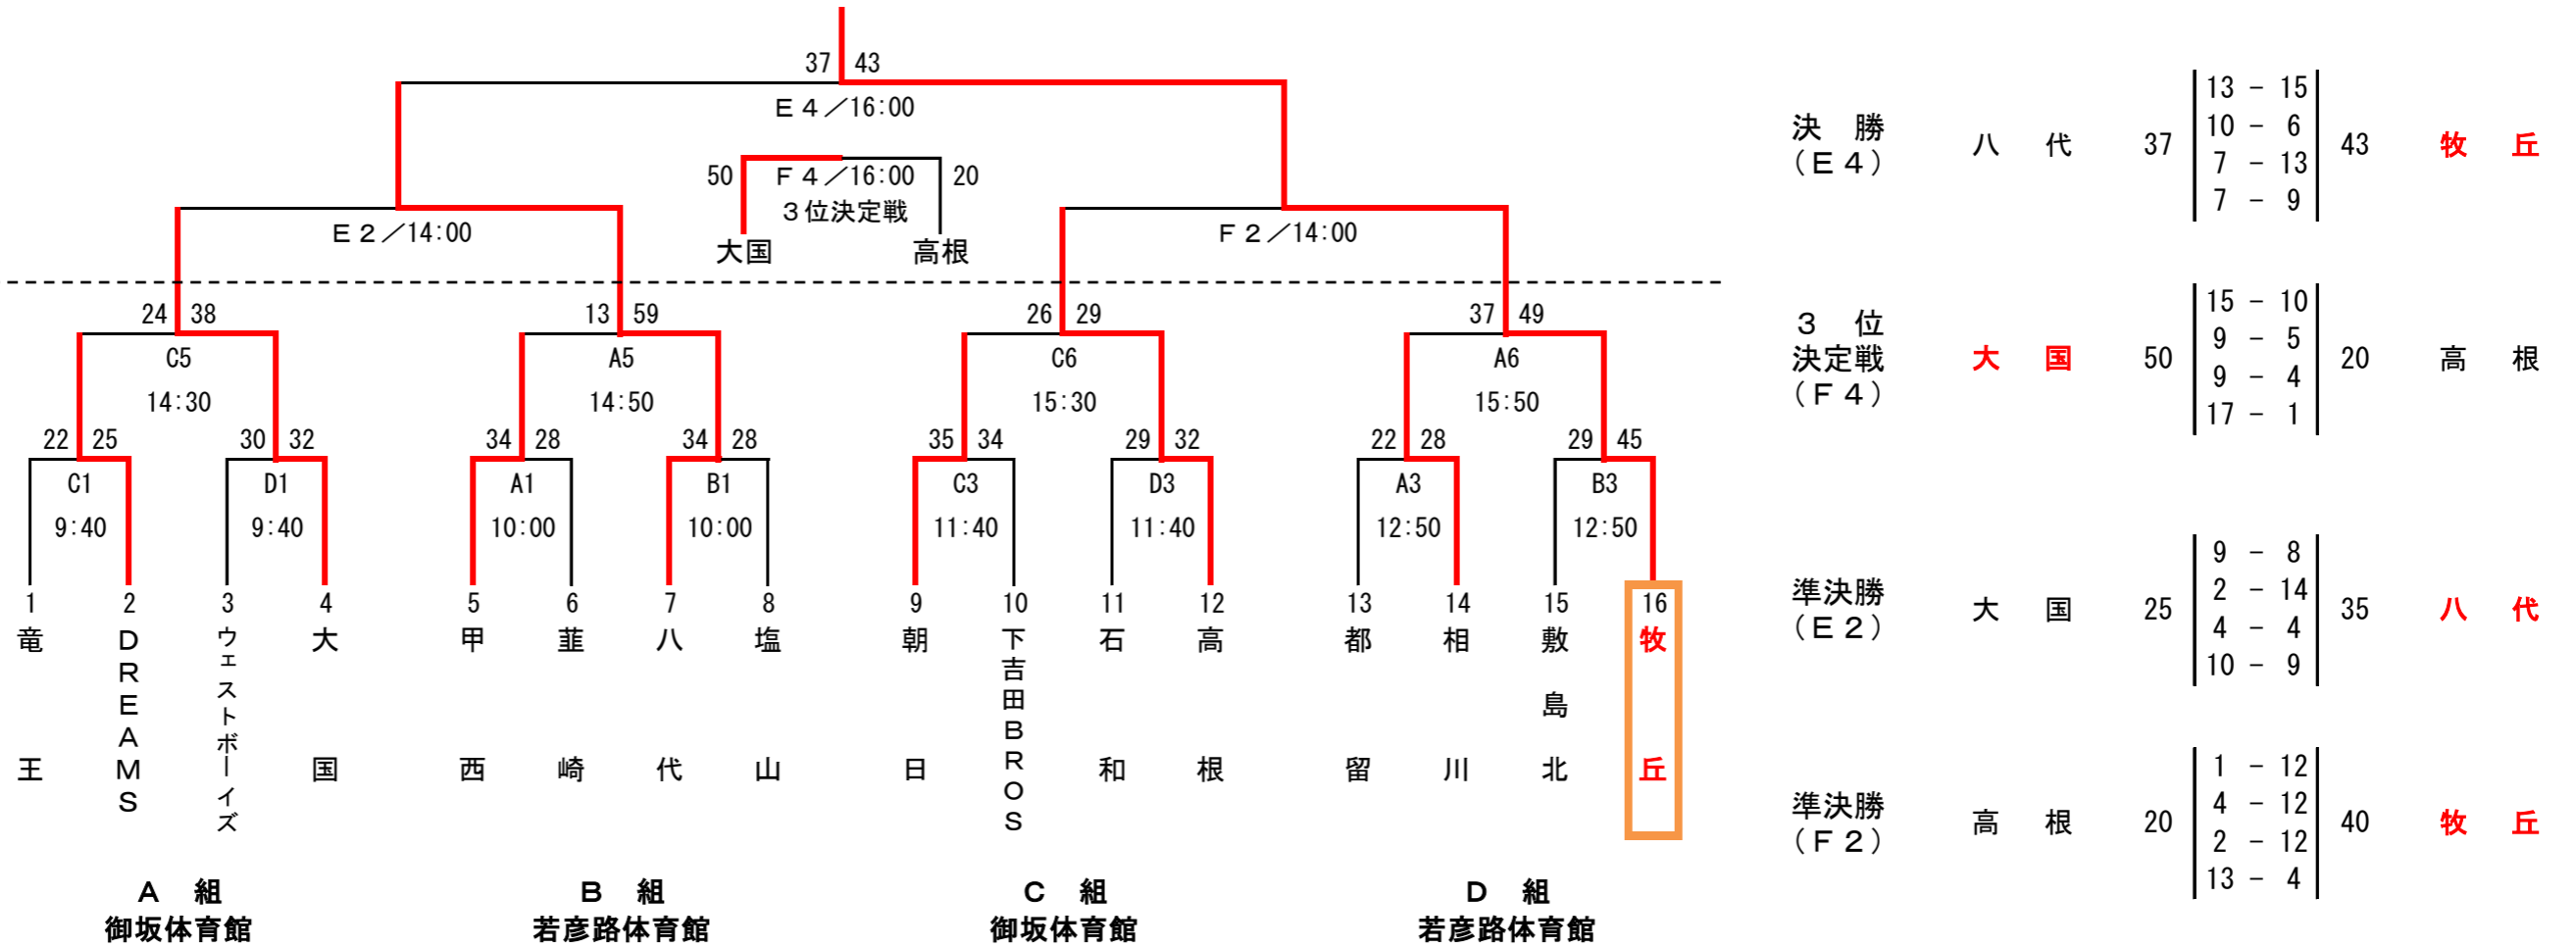 37 43
E4／16:00
50 F4／16:00 20
3位決定戦
大国 高根
E2／14:00 F2／14:00
24 38 13 59 26 29 37 49
C5 A5 C6 A6
14:30 14:50 15:30 15:50
22 25 30 32 34 28 34 28 35 34 29 32 22 28 29 45
C1 D1 A1 B1 C3 D3 A3 B3
9:40 9:40 10:00 10:00 11:40 11:40 12:50 12:50
1 2 3 4 5 6 7 8 9 10 11 12 13 14 15 16
竜王
DREAMS
ウェストボーイズ
大国
甲西
韮崎
八代
塩山
朝日
下吉田BROS
石和
高根
都留
相川
敷島北
牧丘
A 組 B 組 C 組 D 組
御坂体育館 若彦路体育館 御坂体育館 若彦路体育館
決 勝
(E4)
八 代 37
13 - 15
10 - 6
7 - 13
7 - 9
43 牧 丘
3 位
決定戦
(F4)
大 国 50
15 - 10
9 - 5
9 - 4
17 - 1
20 高 根
準決勝
(E2)
大 国 25
9 - 8
2 - 14
4 - 4
10 - 9
35 八 代
準決勝
(F2)
高 根 20
1 - 12
4 - 12
2 - 12
13 - 4
40 牧 丘